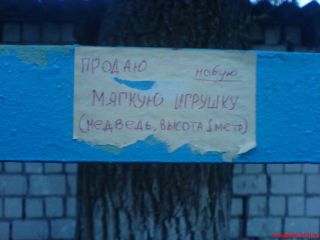 ПРОДАЮ новую
МЯГКУЮ ИГРУШКУ
(МЕДВЕДЬ, ВЫСОТА 1 МЕТР)